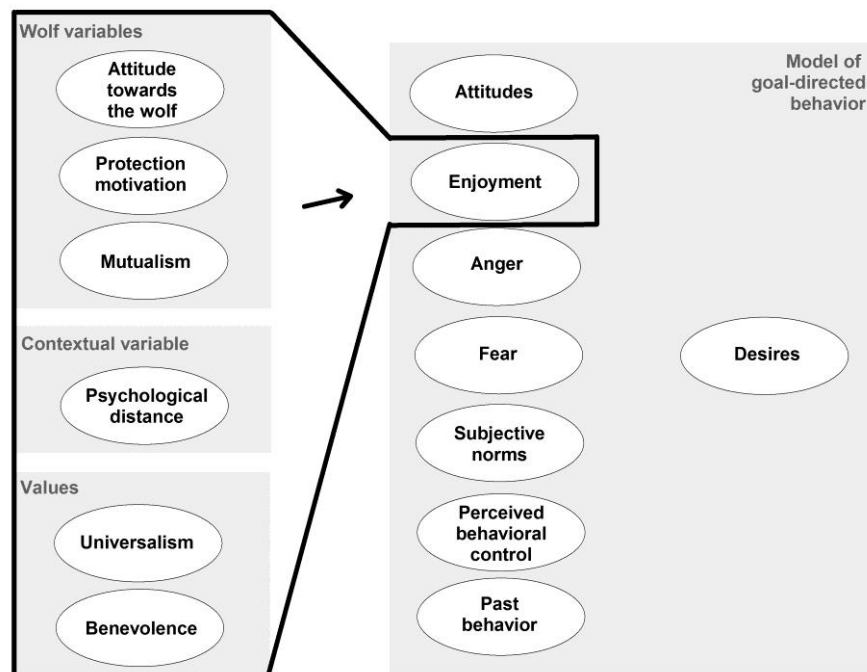 Wolf variables
Attitude
towards
the wolf
Protection
motivation
Mutualism
Contextual variable
Psychological
distance
Values
Universalism
Benevolence
Model of
goal-directed
behavior
Attitudes
Enjoyment
Anger
Fear
Subjective
norms
Perceived
behavioral
control
Past
behavior
Desires